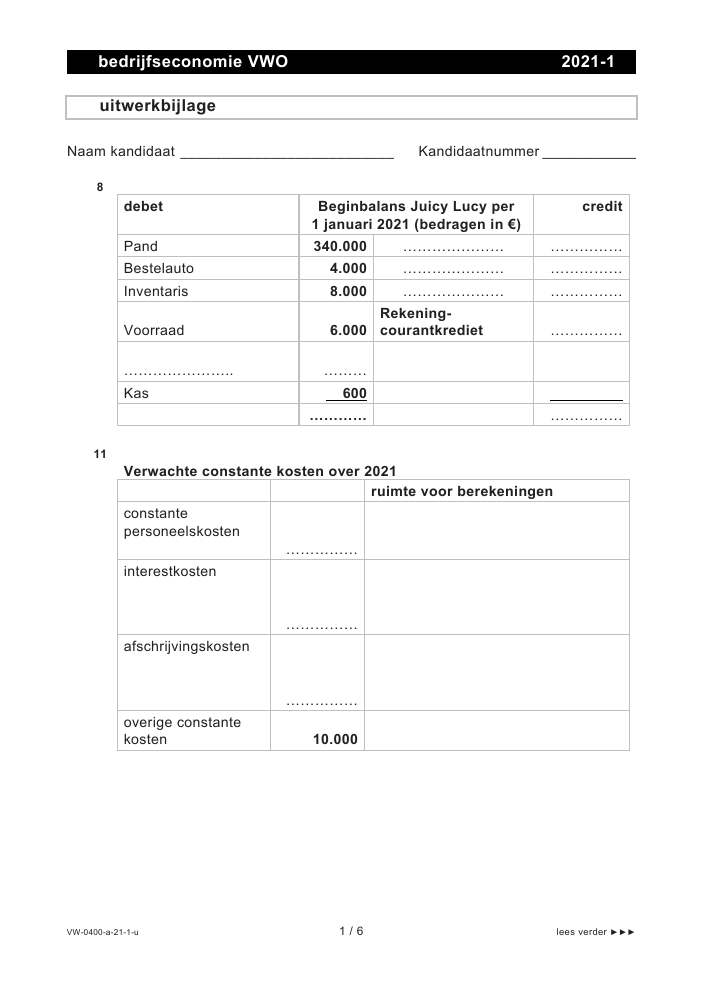 bedrijfseconomie VWO 2021-1
uitwerkbijlage
Naam kandidaat __________________________ Kandidaatnummer ___________
8
debet Beginbalans Juicy Lucy per credit
1 januari 2021 (bedragen in €)
Pand 340.000 ………………… ……………
Bestelauto 4.000 ………………… ……………
Inventaris 8.000 ………………… ……………
Rekening-
Voorraad 6.000 courantkrediet ……………
………………….. ………
Kas 600
………… ……………
11
Verwachte constante kosten over 2021
ruimte voor berekeningen
constante
personeelskosten
……………
interestkosten
……………
afschrijvingskosten
……………
overige constante
kosten 10.000
VW-0400-a-21-1-u 1 / 6 lees verder ►►►